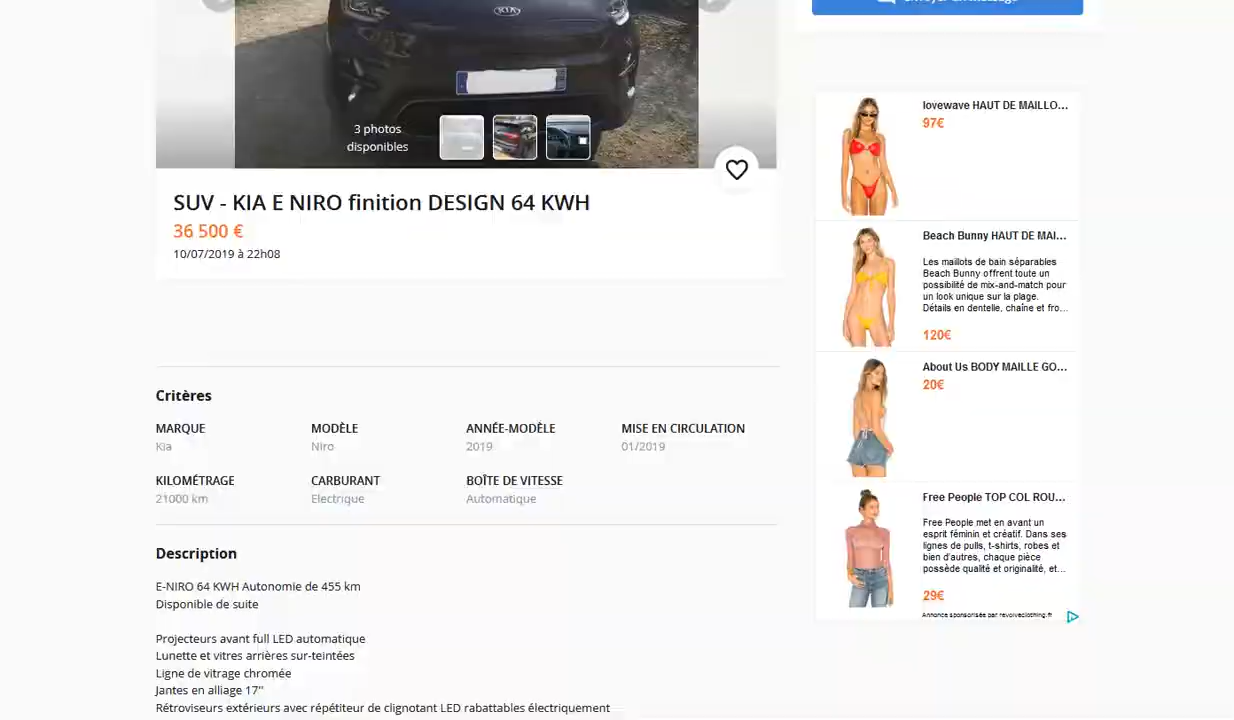 KIA
3 photos
disponibles
SUV - KIA E NIRO finition DESIGN 64 KWH
36 500 €
10/07/2019 à 22h08
Critères
MARQUE
Kia
MODÈLE
Niro
ANNÉE-MODÈLE
2019
MISE EN CIRCULATION
01/2019
KILOMÉTRAGE
21000 km
CARBURANT
Electrique
BOÎTE DE VITESSE
Automatique
Description
E-NIRO 64 KWH Autonomie de 455 km
Disponible de suite
Projecteurs avant full LED automatique
Lunette et vitres arrières sur-teintées
Ligne de vitrage chromée
Jantes en alliage 17''
Rétroviseurs extérieurs avec répétiteur de clignotant LED rabattables électriquement
lovewave HAUT DE MAILLO...
97€
Beach Bunny HAUT DE MAI...
Les maillots de bain séparables
Beach Bunny offrent toute un
possibilité de mix-and-match pour
un look unique sur la plage.
Détails en dentelle, chaîne et fro...
120€
About Us BODY MAILLE GO...
20€
Free People TOP COL ROU...
Free People met en avant un
esprit féminin et créatif. Dans ses
lignes de pulls, t-shirts, robes et
bien d'autres, chaque pièce
possède qualité et originalité, et...
29€
Annonce sponsorisée par revolveclothing.fr